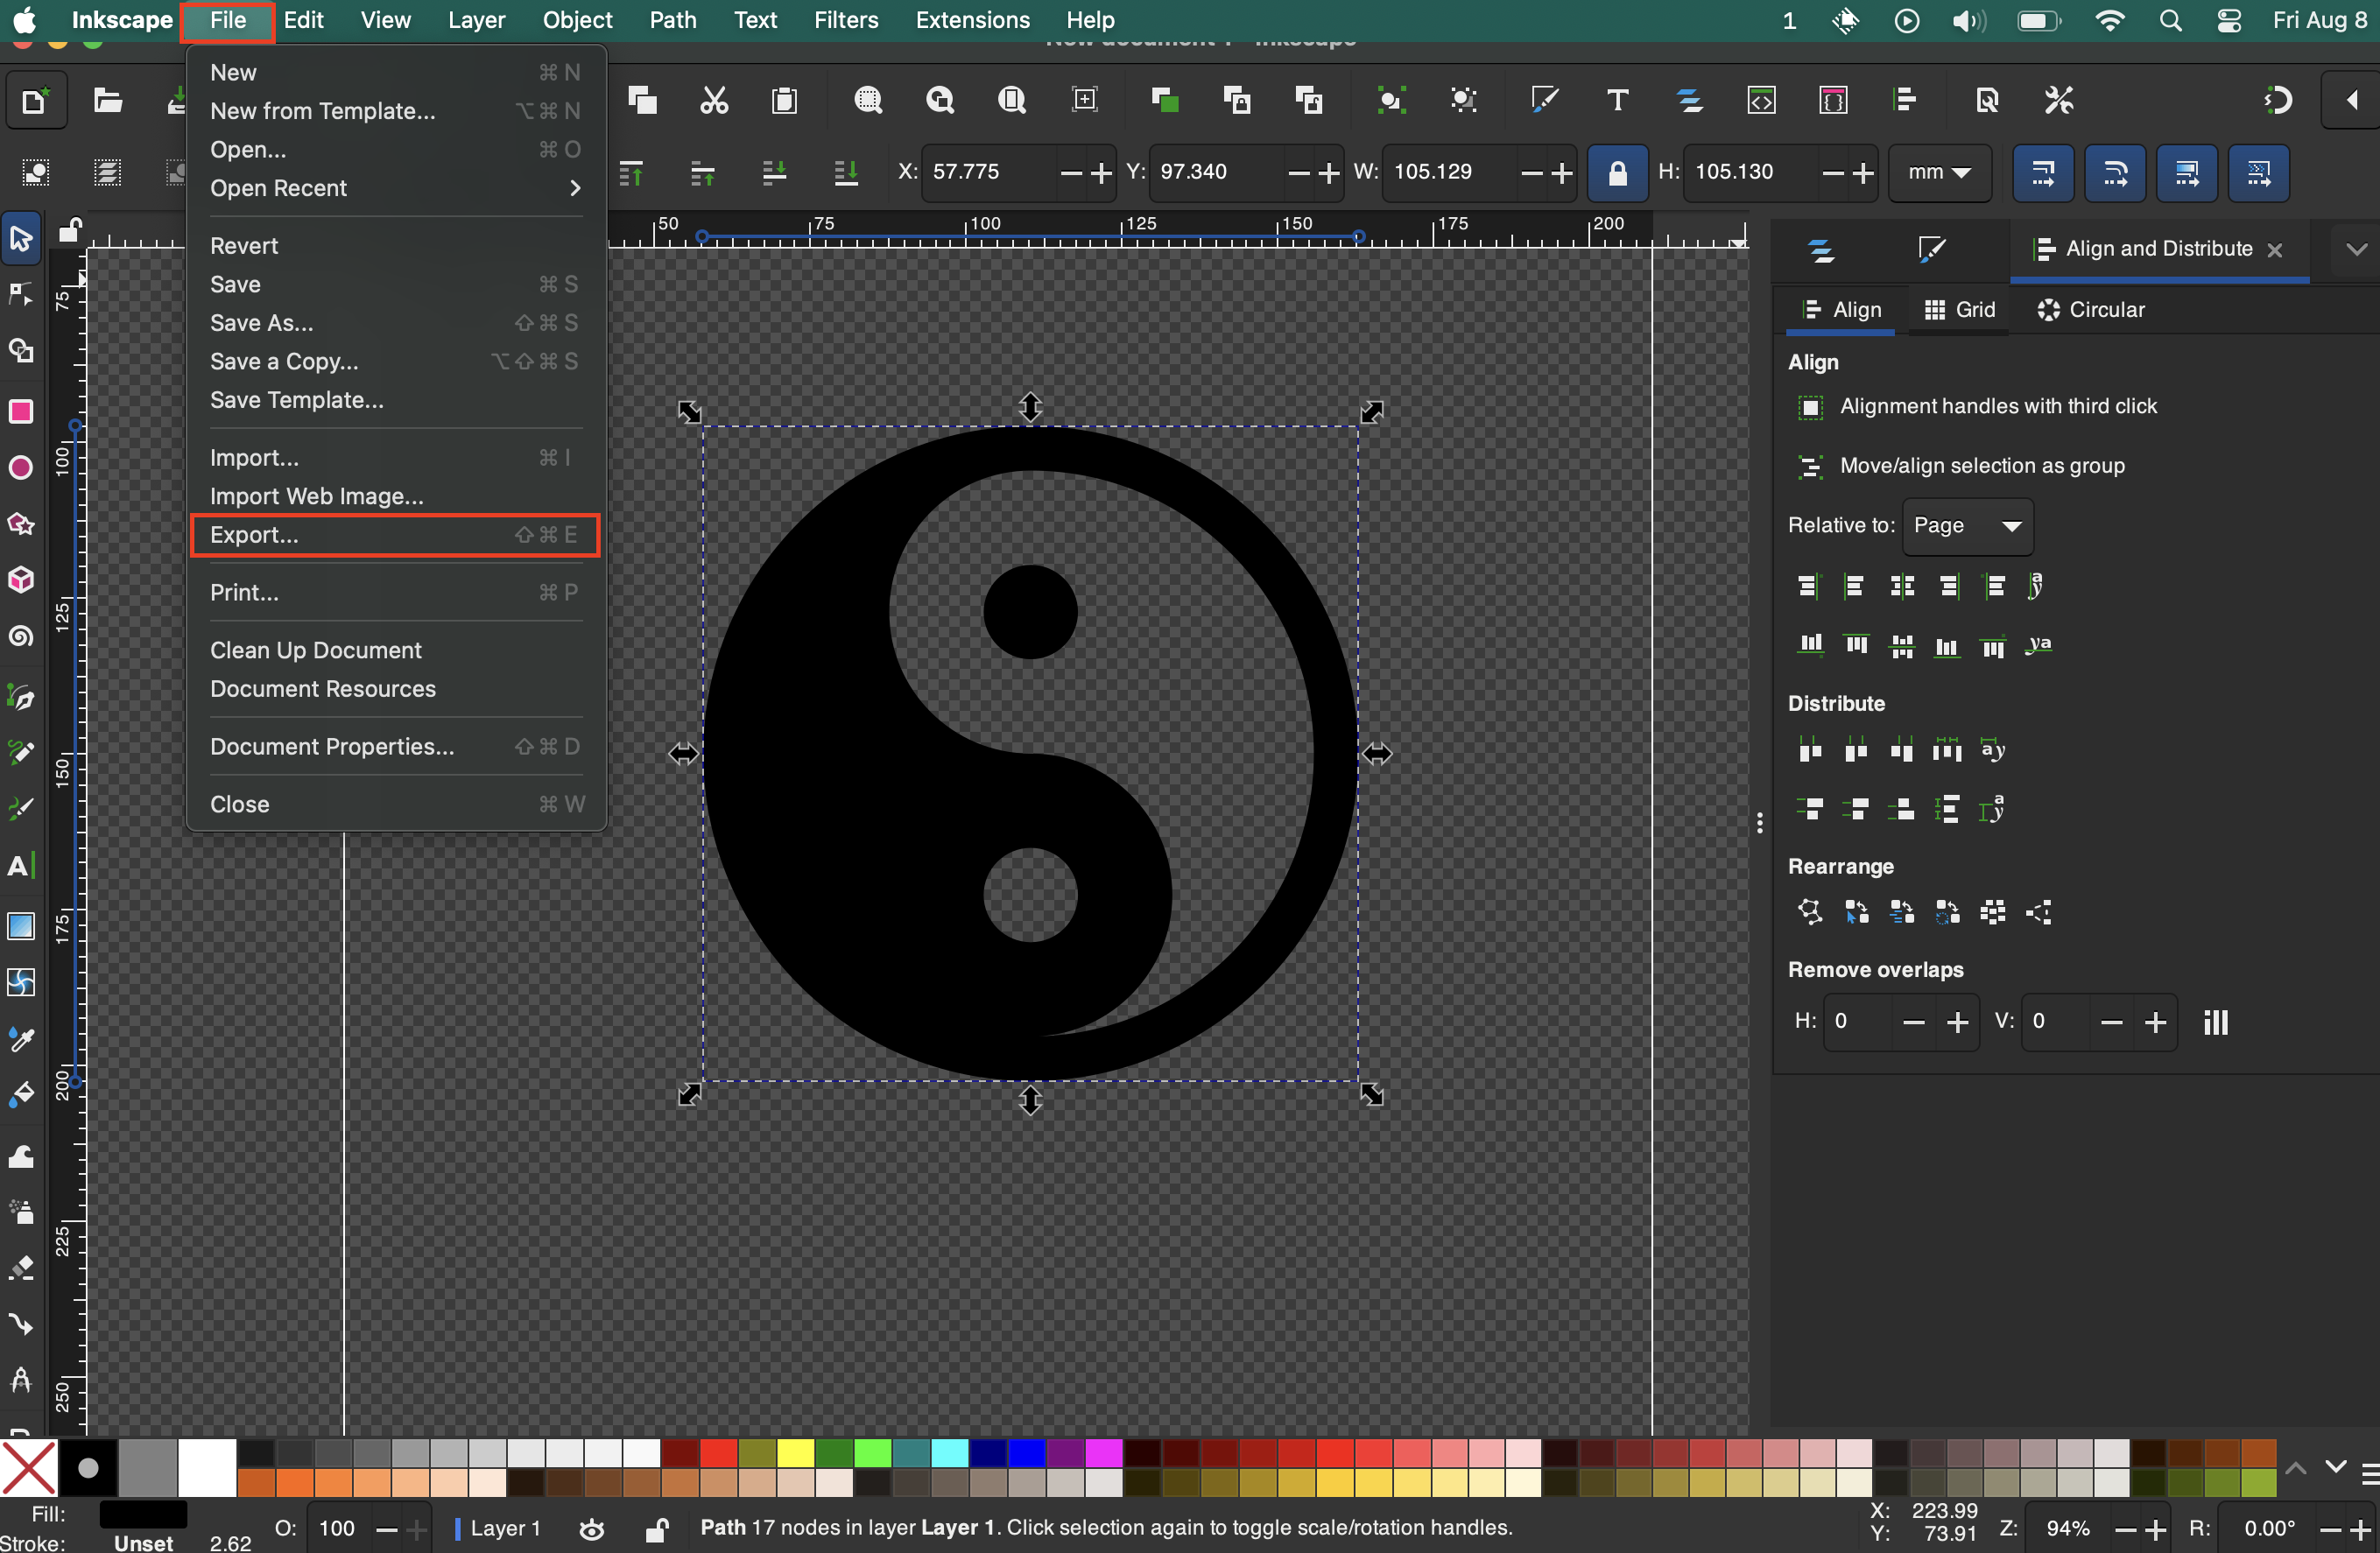 Inkscape File Edit View Layer Object Path Text Filters Extensions Help 1 Fri Aug 8
New ⌘ N
New from Template... ⌥⌘ N
Open... ⌘ O
Open Recent
Revert
Save ⌘ S
Save As... ⇧⌘ S
Save a Copy... ⌥⇧⌘ S
Save Template...
Import... ⌘ I
Import Web Image...
Export... ⇧⌘ E
Print... ⌘ P
Clean Up Document
Document Resources
Document Properties... ⇧⌘ D
Close ⌘ W
X: 57.775 Y: 97.340 W: 105.129 H: 105.130 mm
50 75 100 125 150 175 200
75
100
125
150
175
200
225
250
Align and Distribute
Align Grid Circular
Align
Alignment handles with third click
Move/align selection as group
Relative to: Page
Distribute
Rearrange
Remove overlaps
H: 0 V: 0
Fill:
Stroke: Unset 2.62
O: 100 Layer 1 Path 17 nodes in layer Layer 1. Click selection again to toggle scale/rotation handles.
X: 223.99
Y: 73.91
Z: 94% R: 0.00°